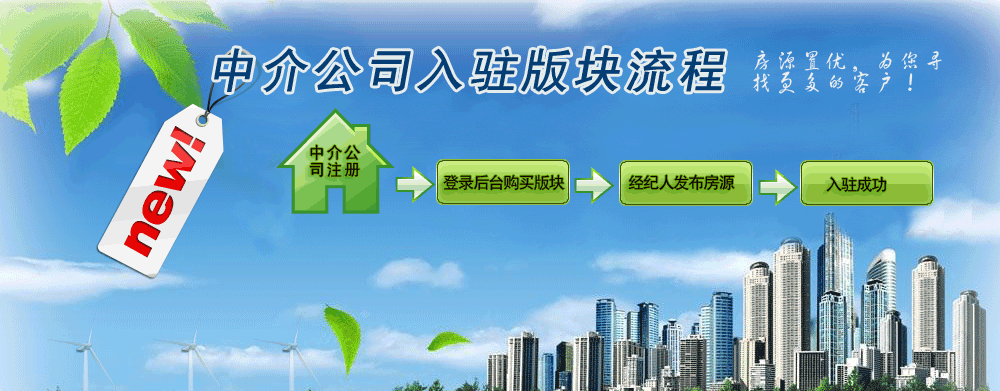 中介公司入驻版块流程
房源置优，为您寻
找更多的客户！
new!
中介公
司注册
登录后台购买版块
经纪人发布房源
入驻成功